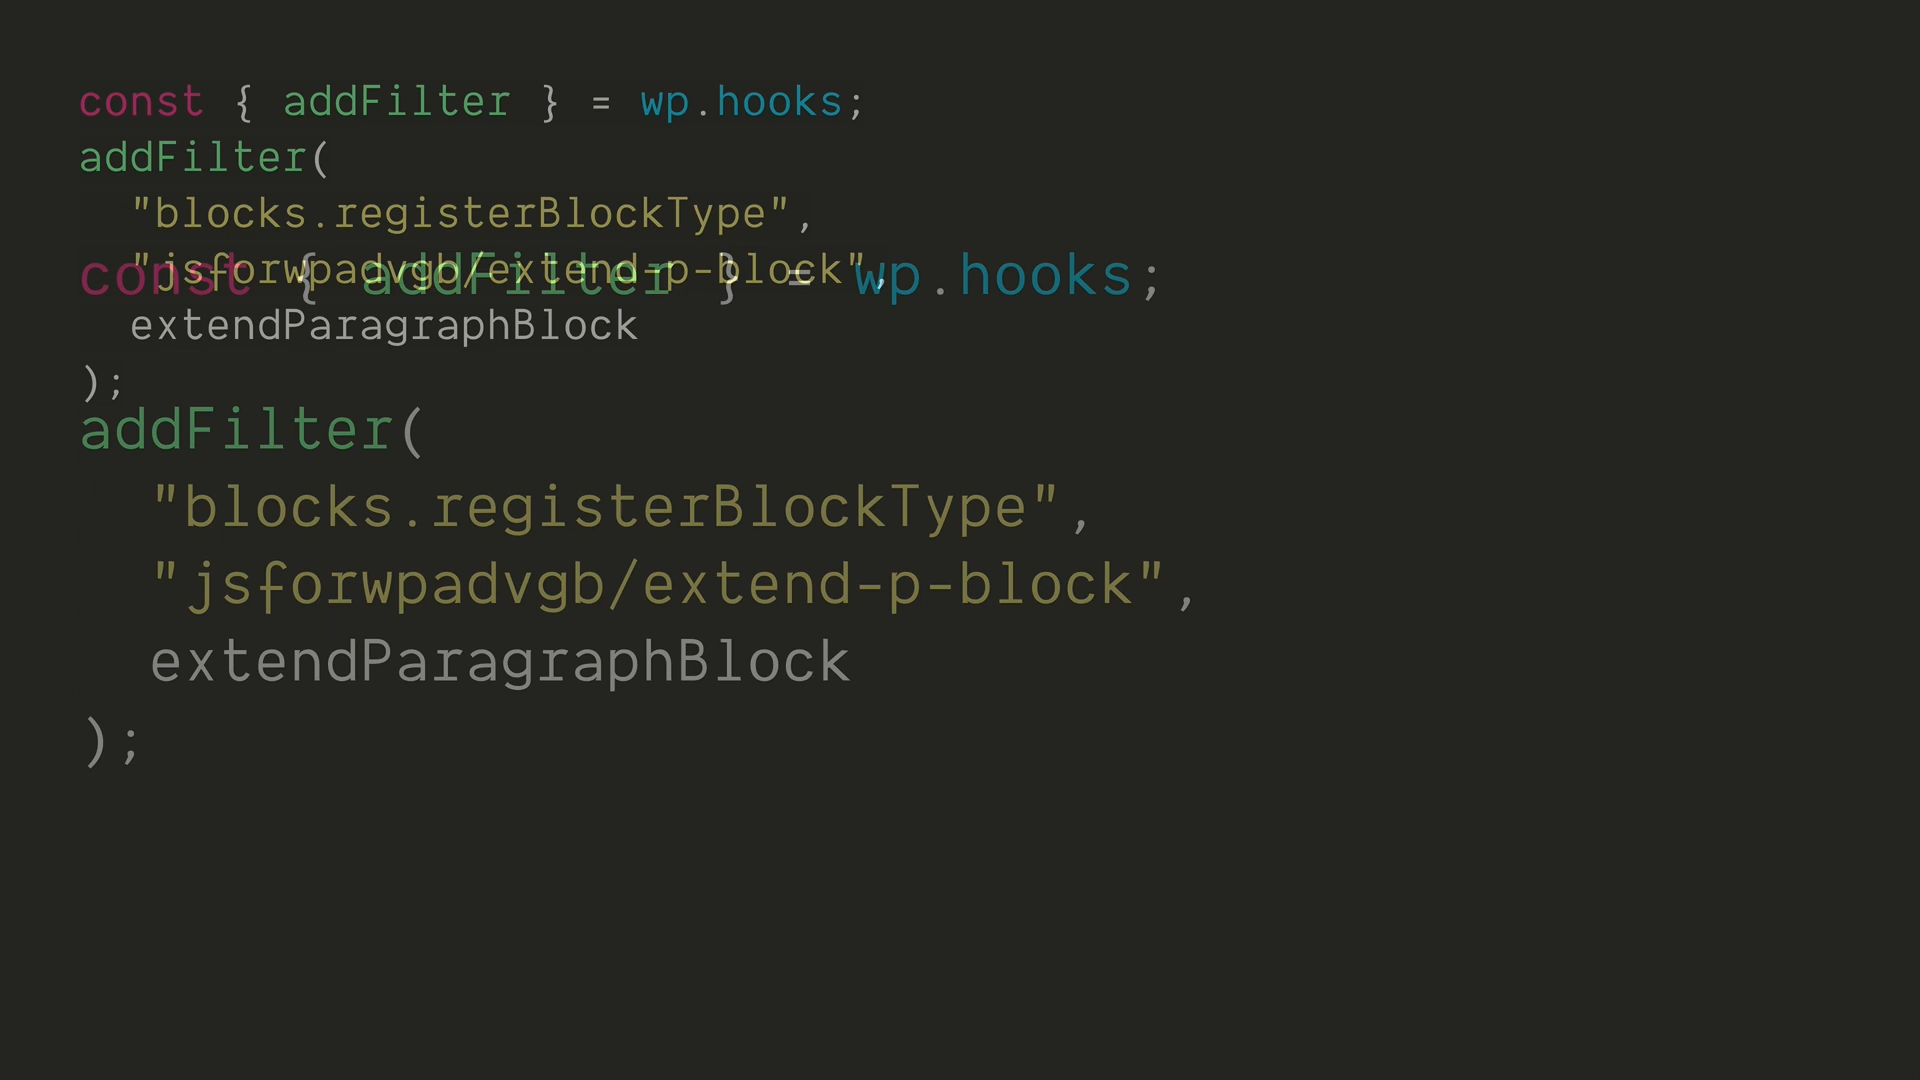 const { addFilter } = wp.hooks;
addFilter(
  "blocks.registerBlockType",
  "jsforwpadvgb/extend-p-block",
const { addFilter } = wp.hooks;
  extendParagraphBlock
);
addFilter(
  "blocks.registerBlockType",
  "jsforwpadvgb/extend-p-block",
  extendParagraphBlock
);